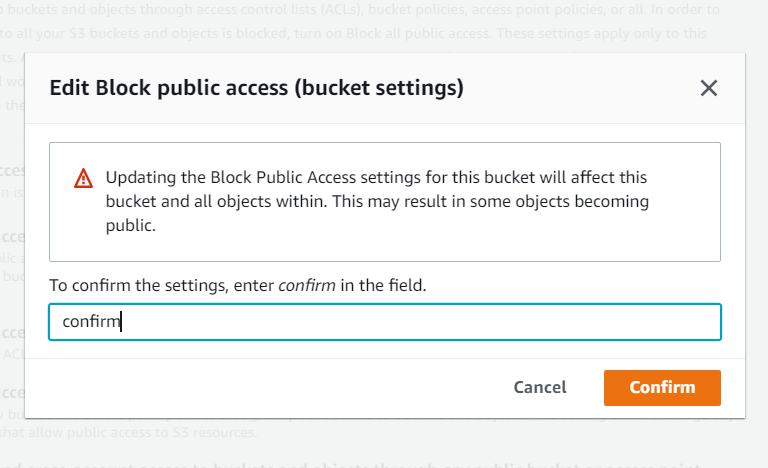 buckets and objects through access control lists (ACLs), bucket policies, access point policies, or all. In order to
to all your S3 buckets and objects is blocked, turn on Block all public access. These settings apply only to this
Edit Block public access (bucket settings)
Updating the Block Public Access settings for this bucket will affect this
bucket and all objects within. This may result in some objects becoming
public.
To confirm the settings, enter confirm in the field.
confirm
Cancel
Confirm
that allow public access to S3 resources.